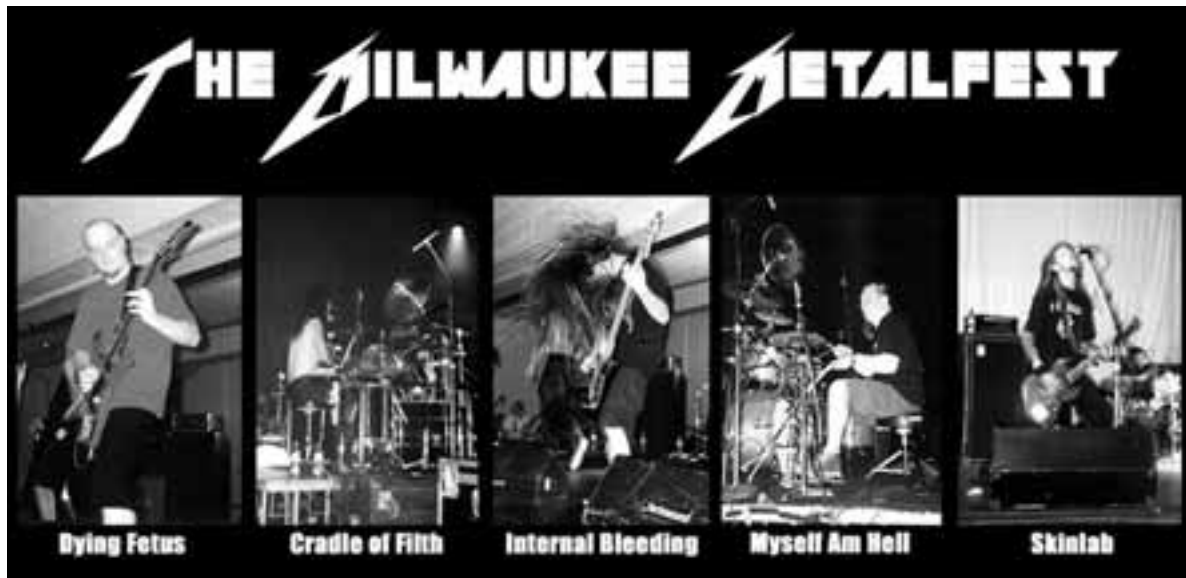 The Milwaukee Metalfest
Dying Fetus
Cradle of Filth
Internal Bleeding
Myself Am Hell
Skinlab